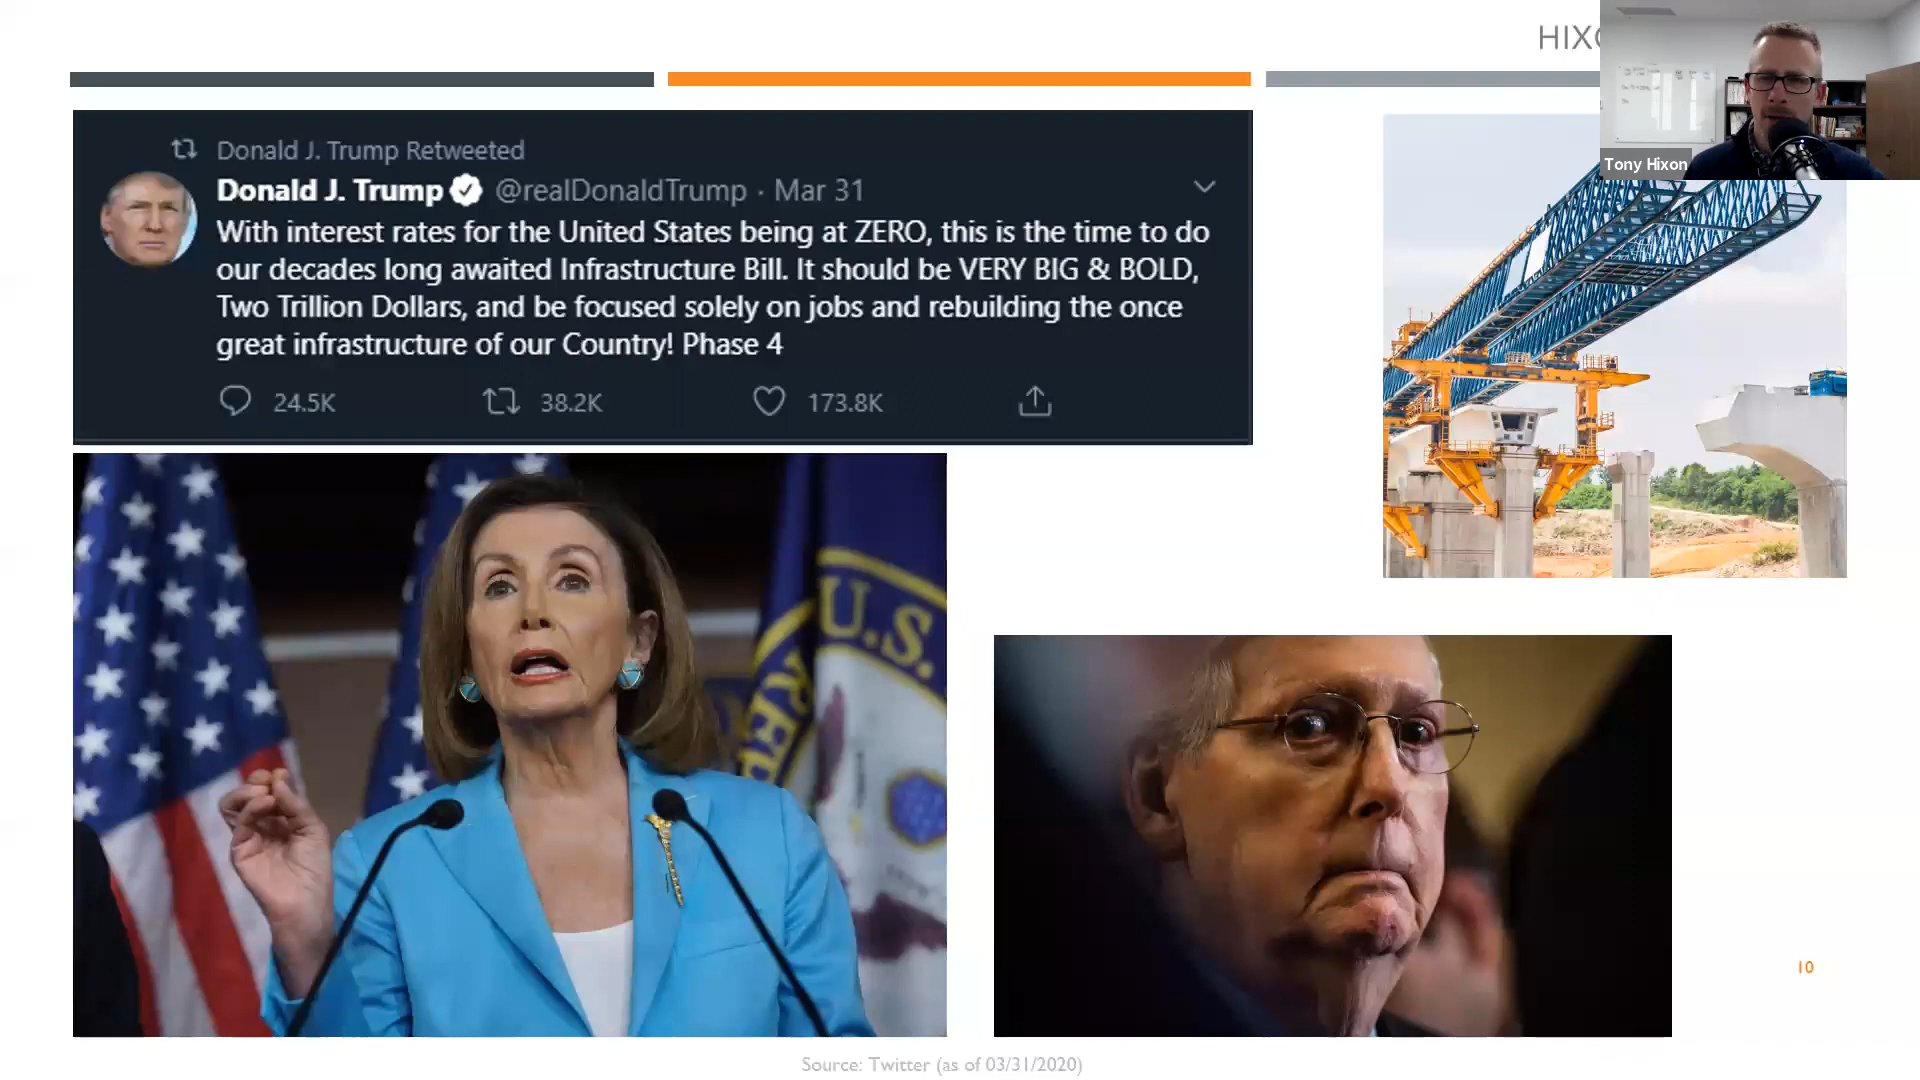 HIXO
Tony Hixon
Donald J. Trump Retweeted
Donald J. Trump @realDonaldTrump · Mar 31
With interest rates for the United States being at ZERO, this is the time to do
our decades long awaited Infrastructure Bill. It should be VERY BIG & BOLD,
Two Trillion Dollars, and be focused solely on jobs and rebuilding the once
great infrastructure of our Country! Phase 4
24.5K 38.2K 173.8K
U.S.
10
Source: Twitter (as of 03/31/2020)